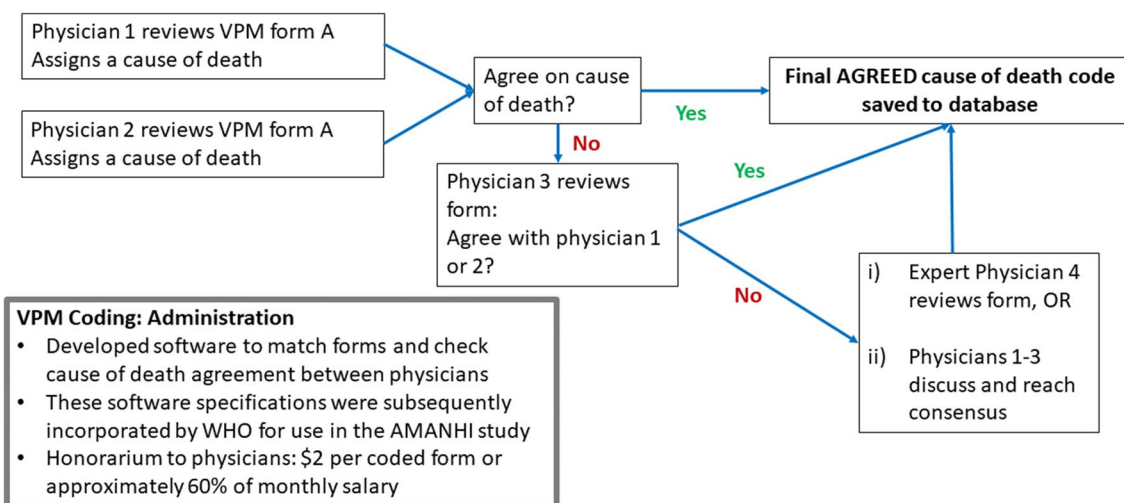 Physician 1 reviews VPM form A
Assigns a cause of death
Physician 2 reviews VPM form A
Assigns a cause of death
Agree on cause
of death?
Yes
Final AGREED cause of death code
saved to database
No
Physician 3 reviews
form:
Agree with physician 1
or 2?
Yes
No
i) Expert Physician 4
reviews form, OR
ii) Physicians 1-3
discuss and reach
consensus
VPM Coding: Administration
• Developed software to match forms and check
cause of death agreement between physicians
• These software specifications were subsequently
incorporated by WHO for use in the AMANHI study
• Honorarium to physicians: $2 per coded form or
approximately 60% of monthly salary